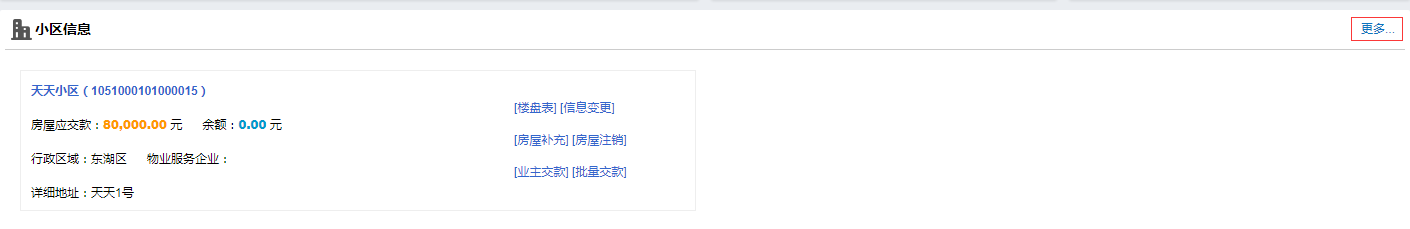 小区信息
更多...
天天小区（1051000101000015）
房屋应交款：80,000.00 元 余额：0.00 元
行政区域：东湖区 物业服务企业：
详细地址：天天1号
[楼盘表] [信息变更]
[房屋补充] [房屋注销]
[业主交款] [批量交款]